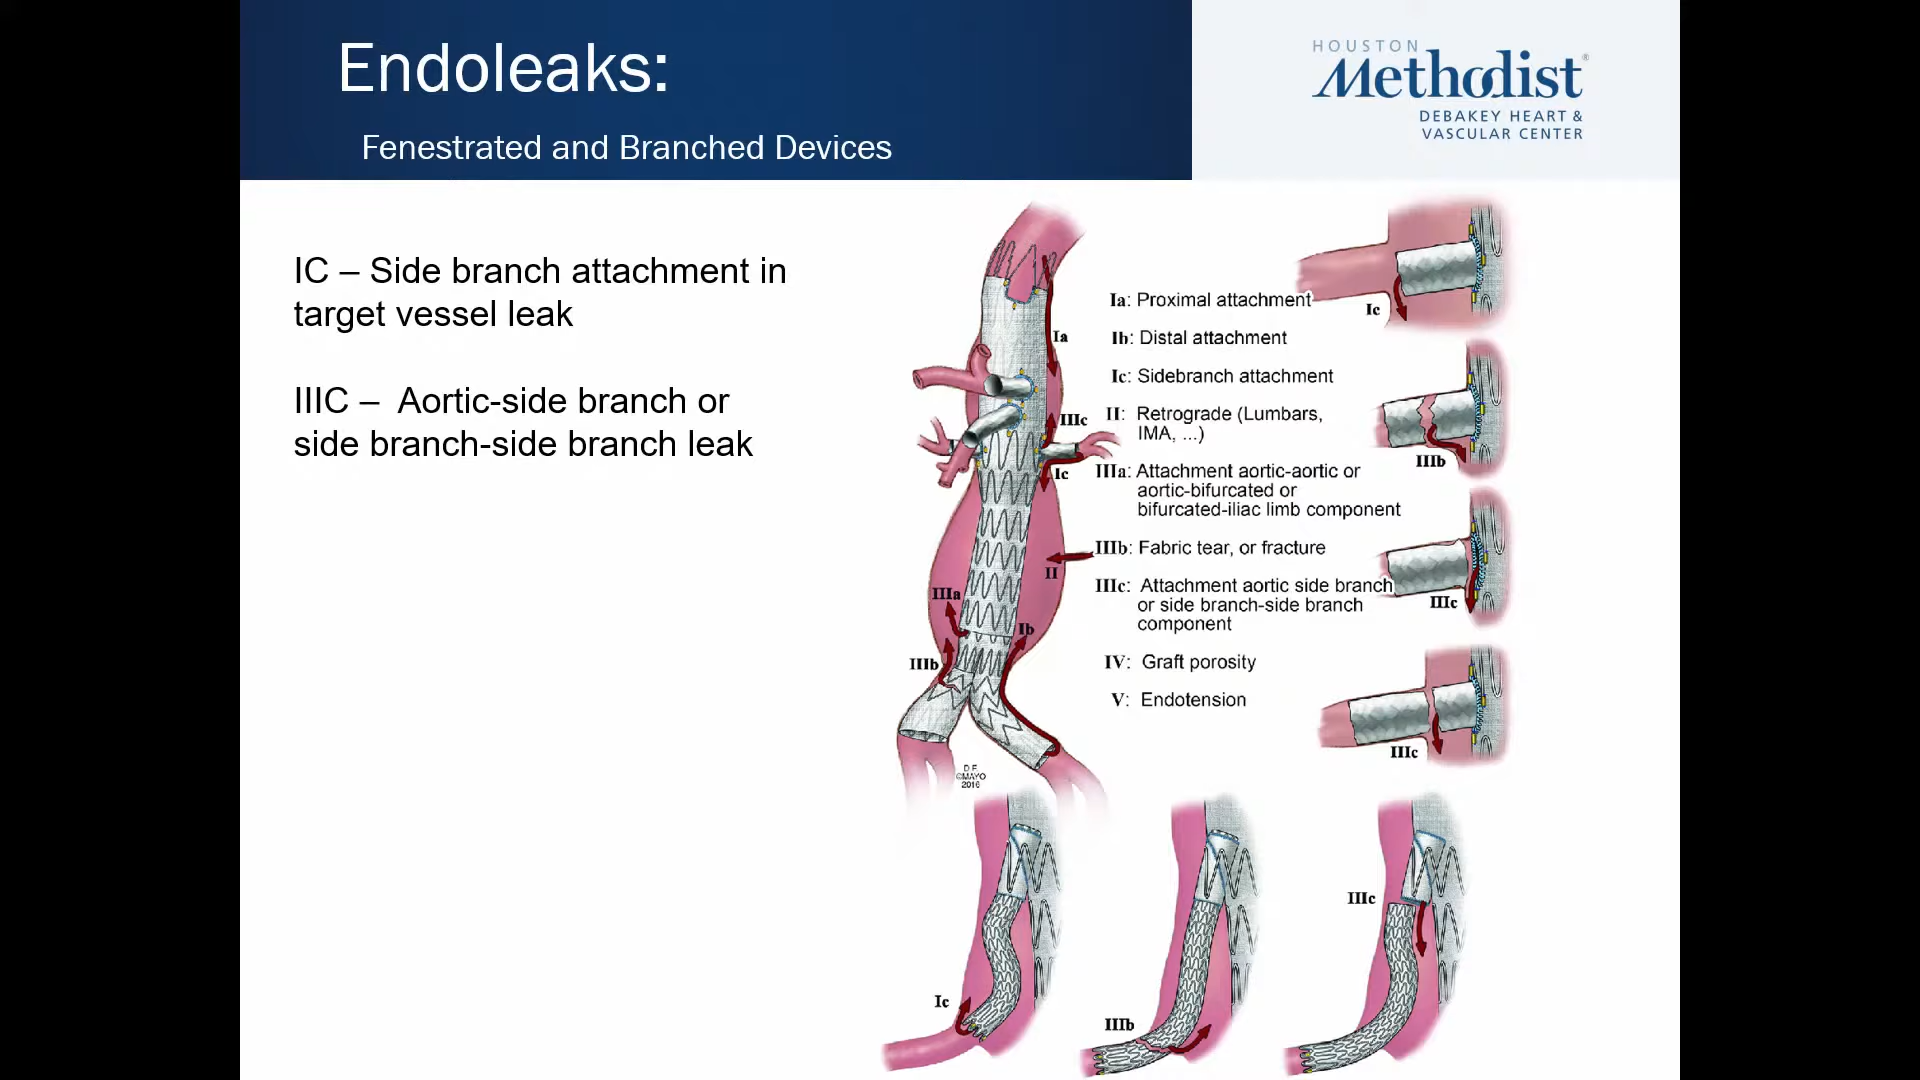 Endoleaks:
Fenestrated and Branched Devices
HOUSTON
Methodist®
DEBAKEY HEART &
VASCULAR CENTER
IC – Side branch attachment in
target vessel leak
IIIC – Aortic-side branch or
side branch-side branch leak
Ia
IIIc
Ic
II
IIIa
Ib
IIIb
D.F.
©MAYO
2016
Ia: Proximal attachment
Ib: Distal attachment
Ic: Sidebranch attachment
II: Retrograde (Lumbars,
IMA, ...)
IIIa: Attachment aortic-aortic or
aortic-bifurcated or
bifurcated-iliac limb component
IIIb: Fabric tear, or fracture
IIIc: Attachment aortic side branch
or side branch-side branch
component
IV: Graft porosity
V: Endotension
Ic
IIIb
IIIc
IIIc
Ic
IIIb
IIIc